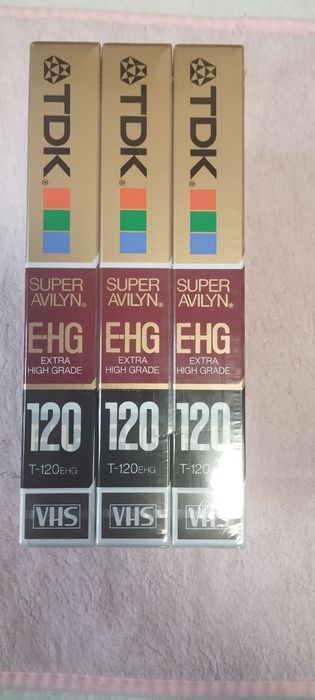 TDK®
SUPER
AVILYN®
E-HG
EXTRA
HIGH GRADE
120
T-120EHG
VHS
TDK®
SUPER
AVILYN®
E-HG
EXTRA
HIGH GRADE
120
T-120EHG
VHS
TDK®
SUPER
AVILYN®
E-HG
EXTRA
HIGH GRADE
120
T-120EHG
VHS